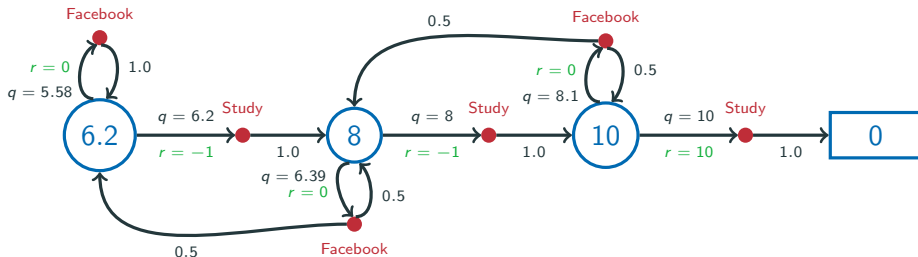 Facebook
r = 0
1.0
q = 5.58
6.2
q = 6.2
Study
r = −1
1.0
0.5
8
q = 6.39
r = 0
0.5
0.5
Facebook
q = 8
Study
r = −1
1.0
Facebook
r = 0
0.5
q = 8.1
10
q = 10
Study
r = 10
1.0
0